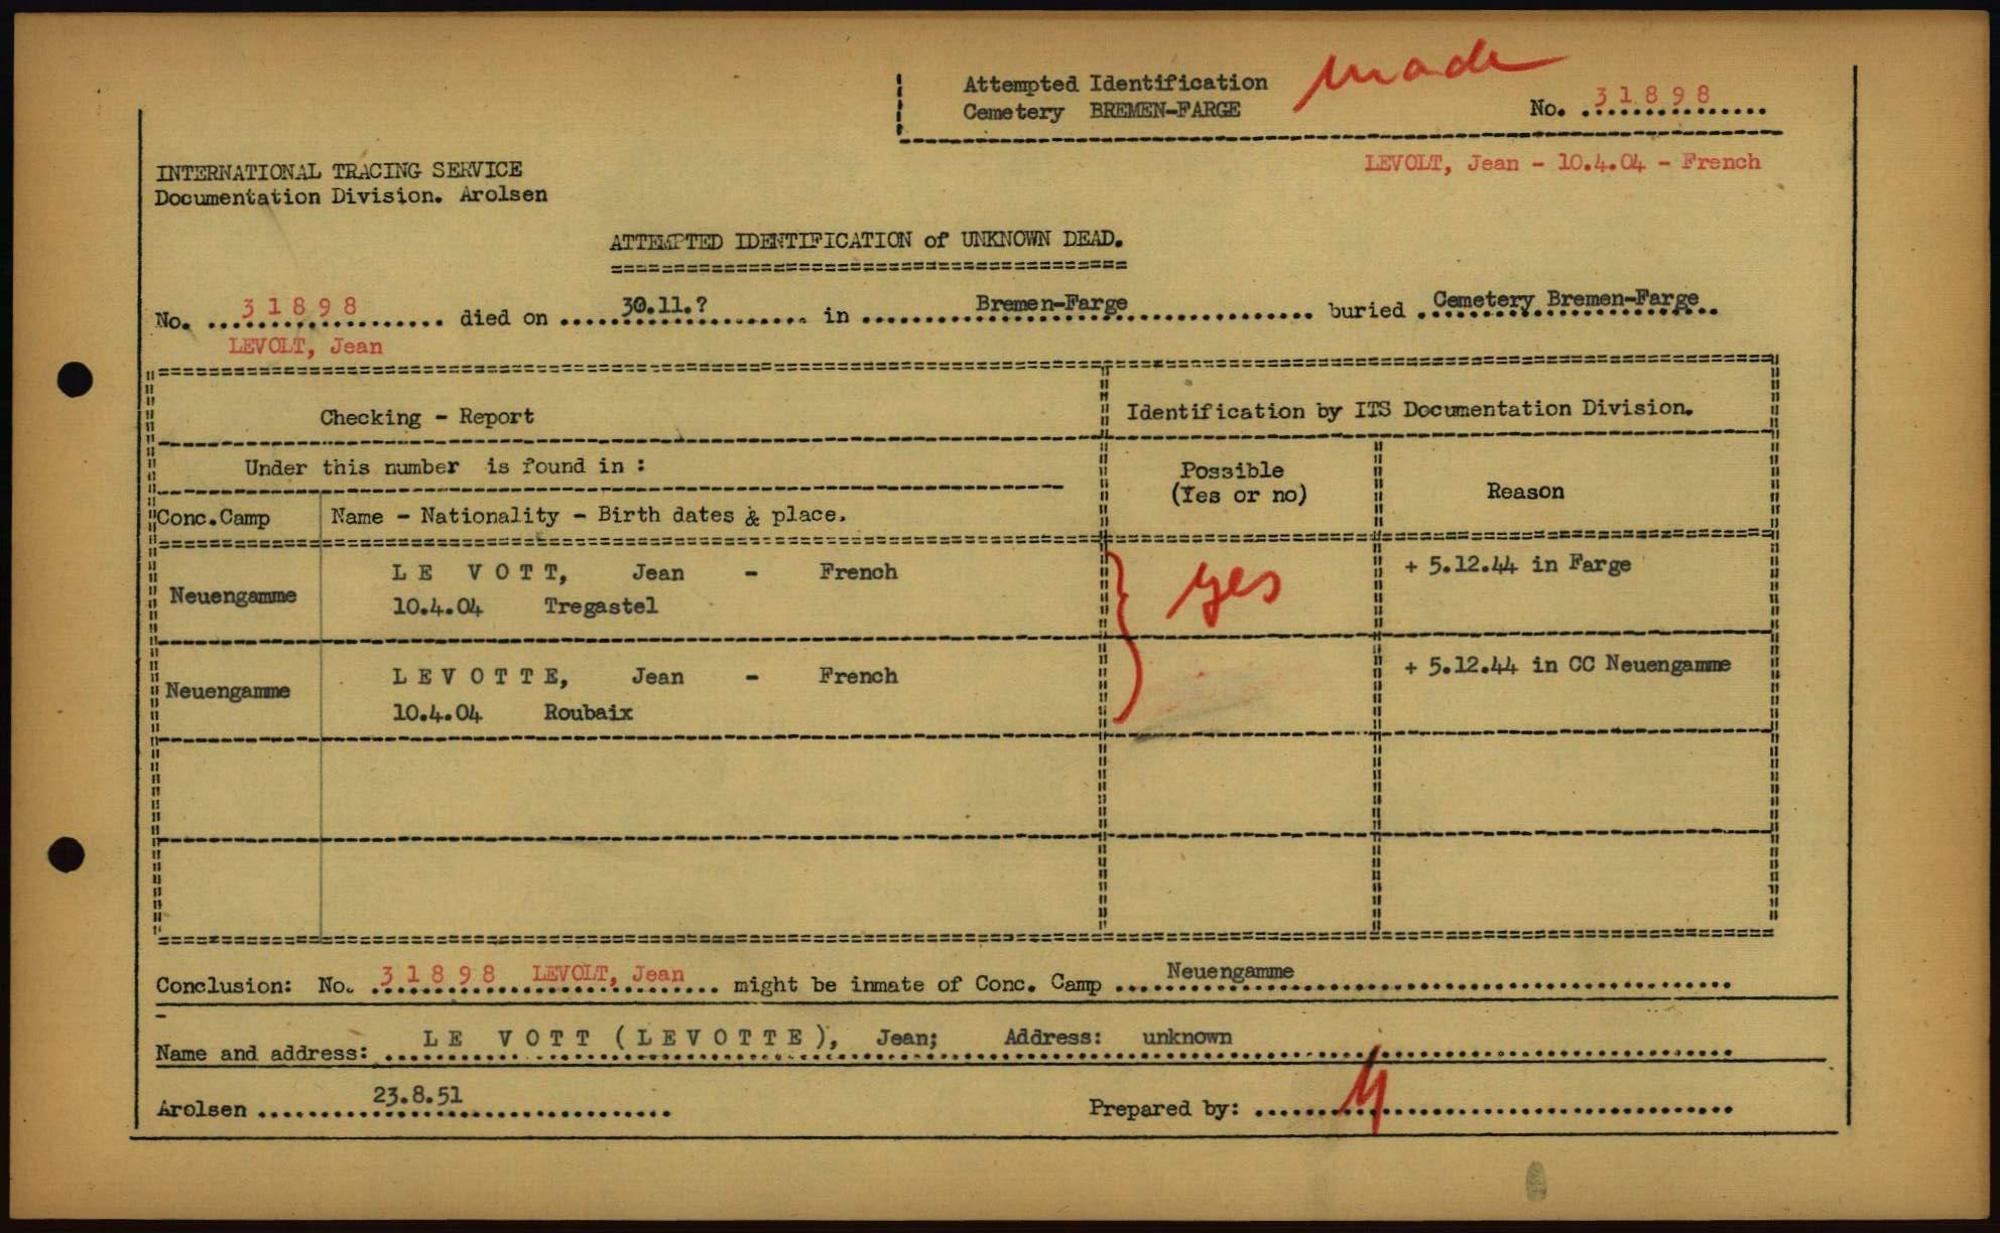 Attempted Identification
Cemetery BREMEN-FARGE
made
No. 31898
LEVOLT, Jean - 10.4.04 - French
INTERNATIONAL TRACING SERVICE
Documentation Division. Arolsen
ATTEMPTED IDENTIFICATION of UNKNOWN DEAD.
No. 31898 died on 30.11.? in Bremen-Farge buried Cemetery Bremen-Farge
LEVOLT, Jean
Checking - Report
Identification by ITS Documentation Division.
Under this number is found in :
Possible
(Yes or no)
Reason
Conc.Camp
Name - Nationality - Birth dates & place.
Neuengamme
LE VOTT, Jean - French
10.4.04 Tregastel
yes
+ 5.12.44 in Farge
Neuengamme
LEVOTTE, Jean - French
10.4.04 Roubaix
+ 5.12.44 in CC Neuengamme
Conclusion: No. 31898 LEVOLT, Jean might be inmate of Conc. Camp Neuengamme
Name and address: LE VOTT (LEVOTTE), Jean; Address: unknown
Arolsen 23.8.51
Prepared by: